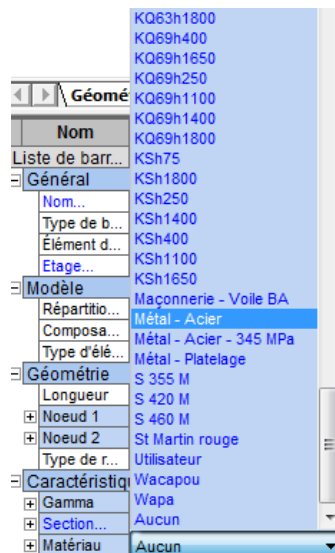 KQ63h1800
KQ69h400
KQ69h1650
KQ69h250
KQ69h1100
KQ69h1400
KQ69h1800
KSh75
KSh1800
KSh250
KSh1400
KSh400
KSh1100
KSh1650
Maçonnerie - Voile BA
Métal - Acier
Métal - Acier - 345 MPa
Métal - Platelage
S 355 M
S 420 M
S 460 M
St Martin rouge
Utilisateur
Wacapou
Wapa
Aucun
Aucun
Géomé
Nom
Liste de barr...
Général
Nom...
Type de b...
Élément d...
Etage...
Modèle
Répartitio...
Composa...
Type d'élé...
Géométrie
Longueur
Noeud 1
Noeud 2
Type de r...
Caractéristiq
Gamma
Section...
Matériau